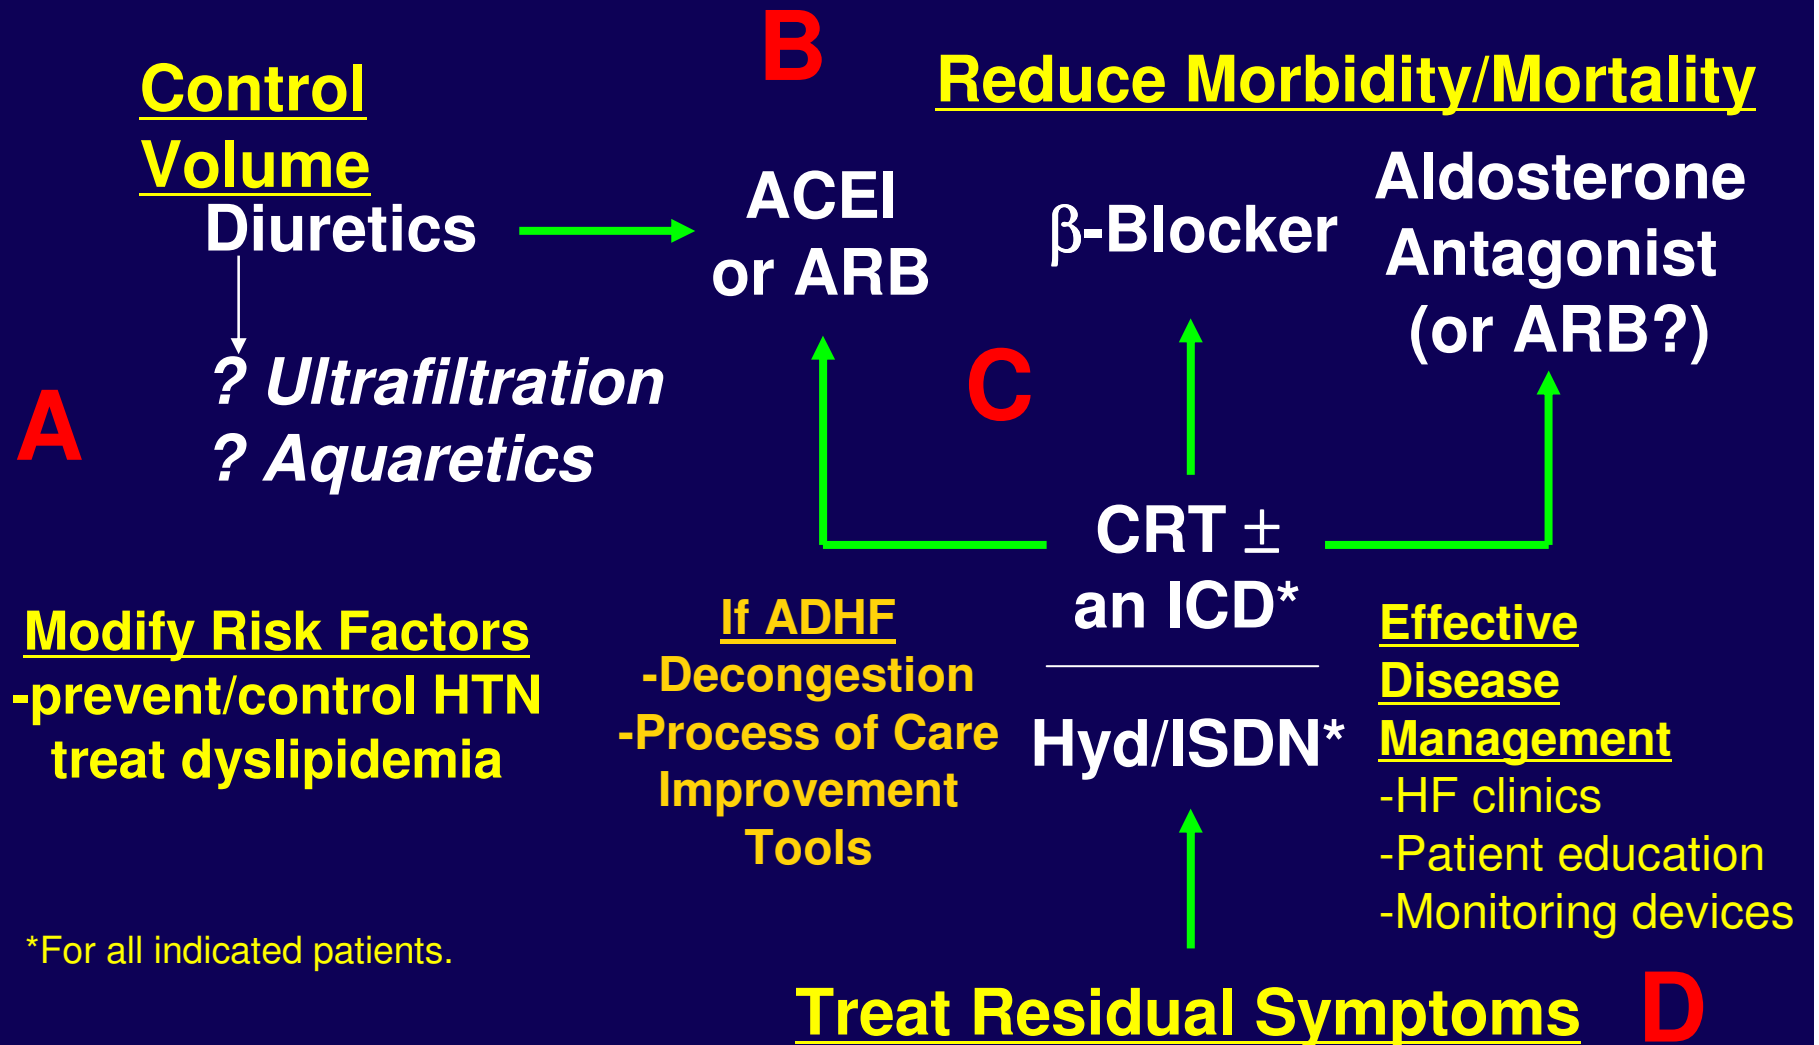 B
Control
Volume
Reduce Morbidity/Mortality
Diuretics
ACEI
or ARB
β-Blocker
Aldosterone
Antagonist
(or ARB?)
? Ultrafiltration
? Aquaretics
A
C
CRT ±
an ICD*
Hyd/ISDN*
Modify Risk Factors
-prevent/control HTN
treat dyslipidemia
If ADHF
-Decongestion
-Process of Care
Improvement
Tools
Effective
Disease
Management
-HF clinics
-Patient education
-Monitoring devices
*For all indicated patients.
Treat Residual Symptoms
D